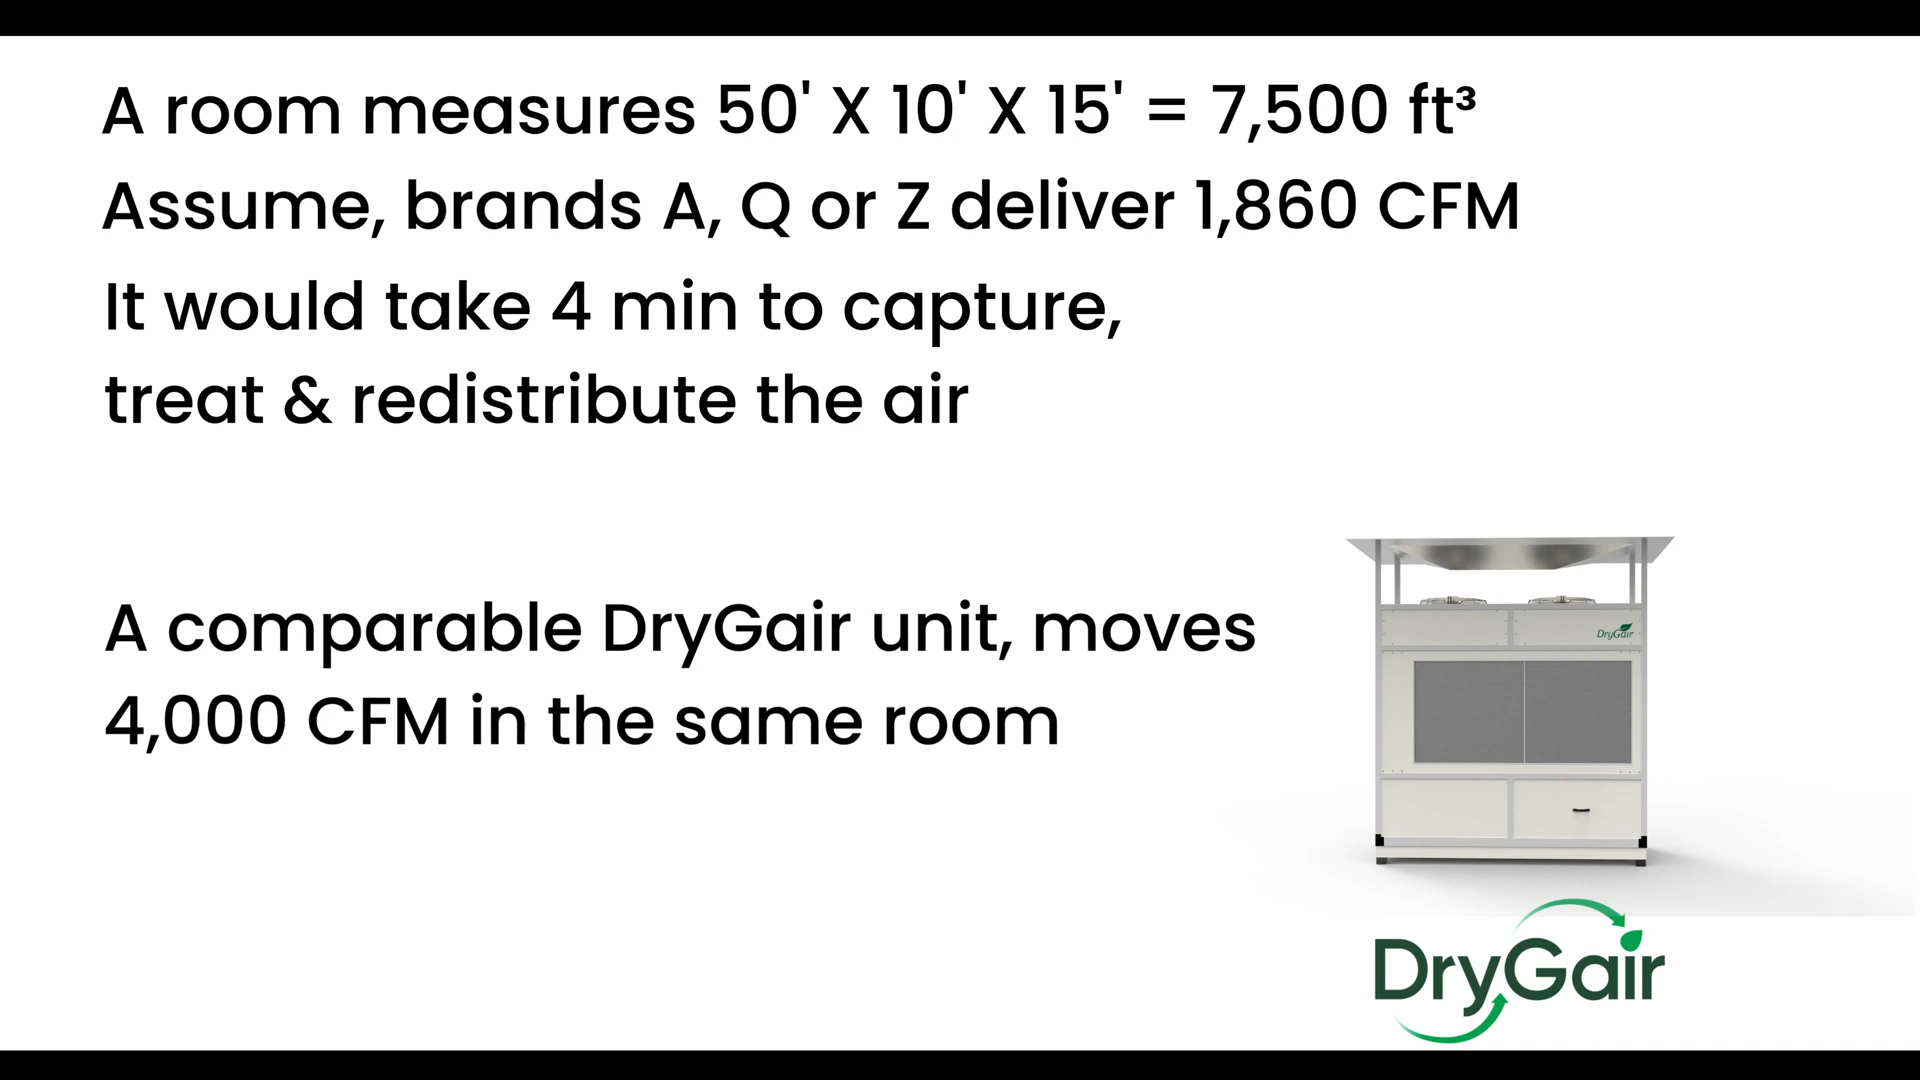 A room measures 50' X 10' X 15' = 7,500 ft³
Assume, brands A, Q or Z deliver 1,860 CFM
It would take 4 min to capture,
treat & redistribute the air
A comparable DryGair unit, moves
4,000 CFM in the same room
DryGair
DryGair